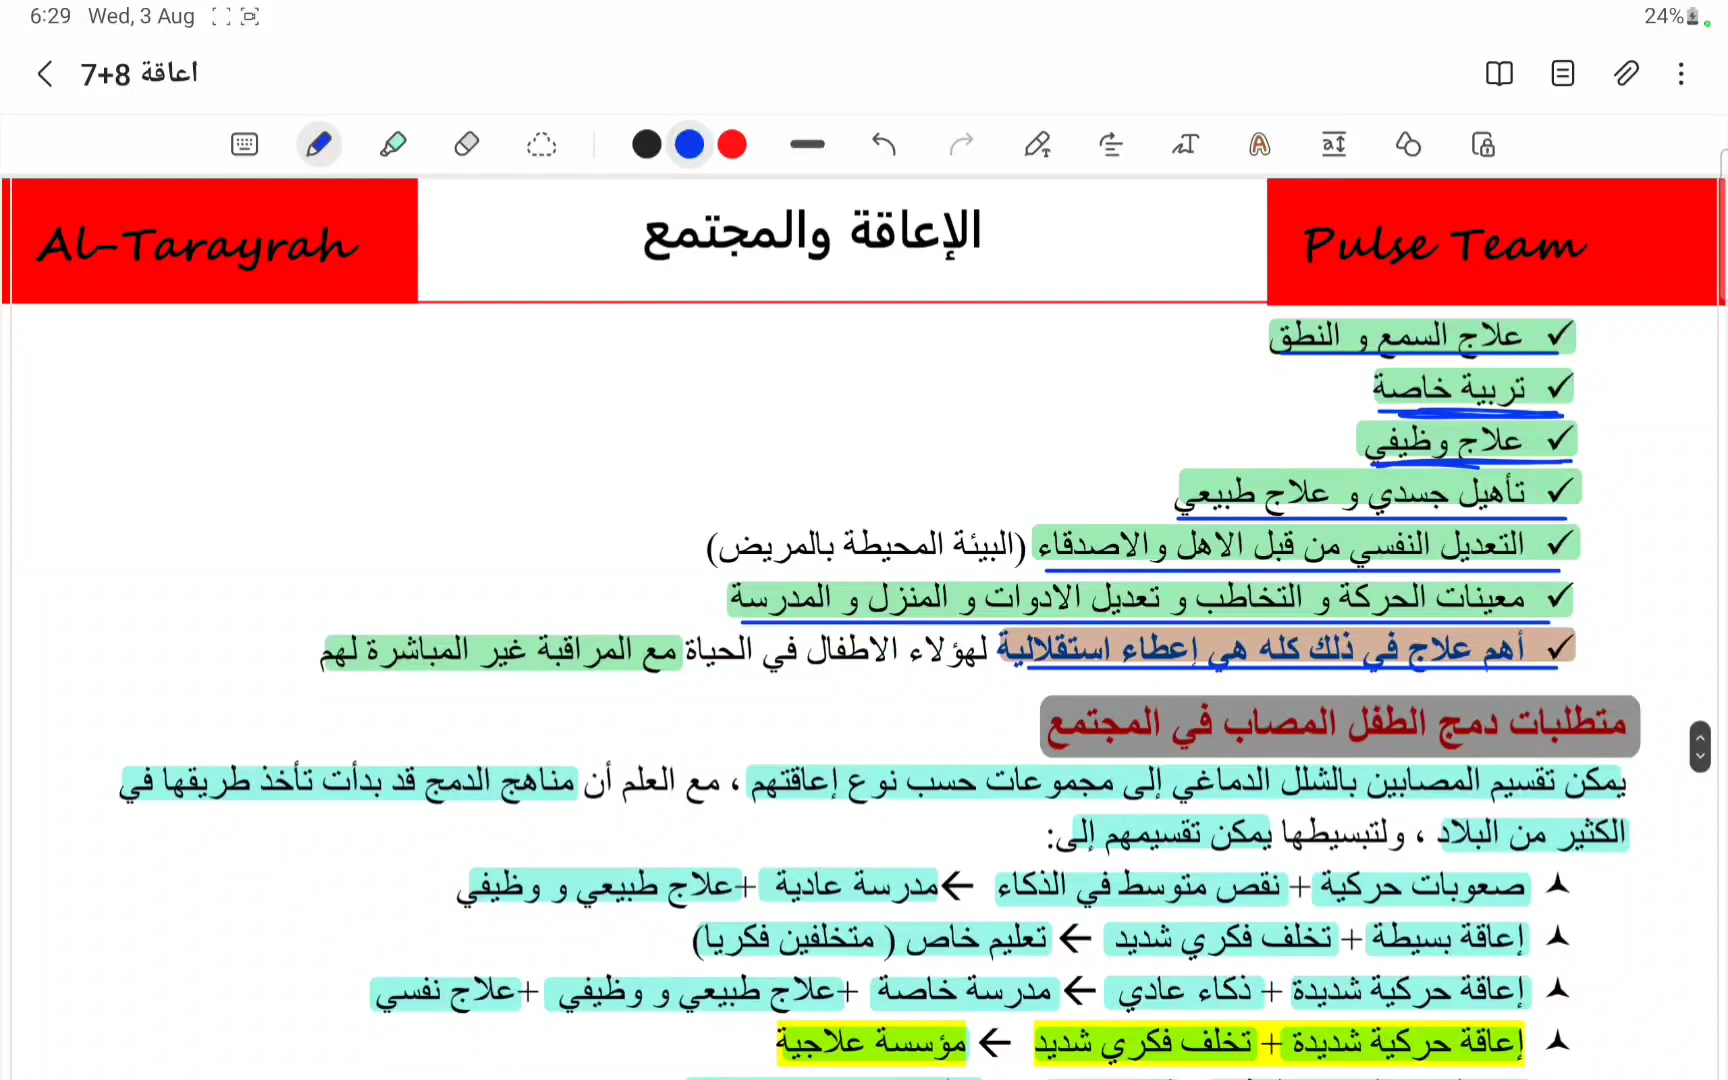 6:29 Wed, 3 Aug 24%
اعاقة 8+7
Al-Tarayrah الإعاقة والمجتمع Pulse Team
✓ علاج السمع و النطق
✓ تربية خاصة
✓ علاج وظيفي
✓ تأهيل جسدي و علاج طبيعي
✓ التعديل النفسي من قبل الاهل والاصدقاء (البيئة المحيطة بالمريض)
✓ معينات الحركة و التخاطب و تعديل الادوات و المنزل و المدرسة
✓ أهم علاج في ذلك كله هي إعطاء استقلالية لهؤلاء الاطفال في الحياة مع المراقبة غير المباشرة لهم
متطلبات دمج الطفل المصاب في المجتمع
يمكن تقسيم المصابين بالشلل الدماغي إلى مجموعات حسب نوع إعاقتهم ، مع العلم أن مناهج الدمج قد بدأت تأخذ طريقها في
الكثير من البلاد ، ولتبسيطها يمكن تقسيمهم إلى:
صعوبات حركية + نقص متوسط في الذكاء ← مدرسة عادية +علاج طبيعي و وظيفي
إعاقة بسيطة + تخلف فكري شديد ← تعليم خاص ( متخلفين فكريا)
إعاقة حركية شديدة + ذكاء عادي ← مدرسة خاصة +علاج طبيعي و وظيفي +علاج نفسي
إعاقة حركية شديدة + تخلف فكري شديد ← مؤسسة علاجية